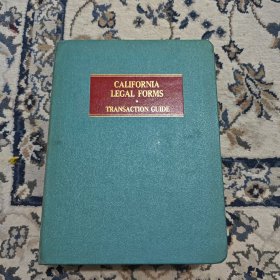 CALIFORNIA
LEGAL FORMS
•
TRANSACTION GUIDE